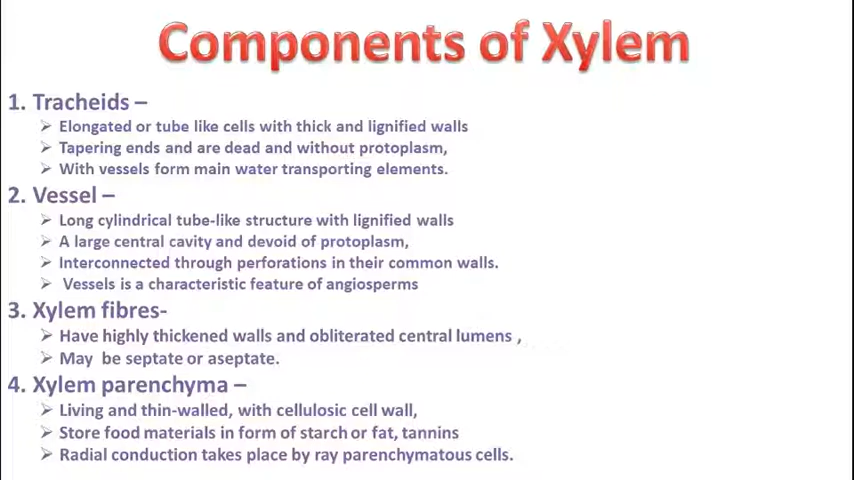 Components of Xylem
1. Tracheids –
➢ Elongated or tube like cells with thick and lignified walls
➢ Tapering ends and are dead and without protoplasm,
➢ With vessels form main water transporting elements.
2. Vessel –
➢ Long cylindrical tube-like structure with lignified walls
➢ A large central cavity and devoid of protoplasm,
➢ Interconnected through perforations in their common walls.
➢ Vessels is a characteristic feature of angiosperms
3. Xylem fibres-
➢ Have highly thickened walls and obliterated central lumens ,
➢ May be septate or aseptate.
4. Xylem parenchyma –
➢ Living and thin-walled, with cellulosic cell wall,
➢ Store food materials in form of starch or fat, tannins
➢ Radial conduction takes place by ray parenchymatous cells.